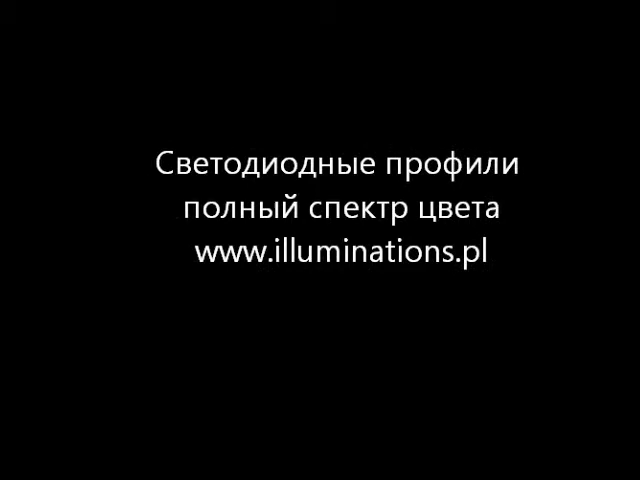 Светодиодные профили
полный спектр цвета
www.illuminations.pl